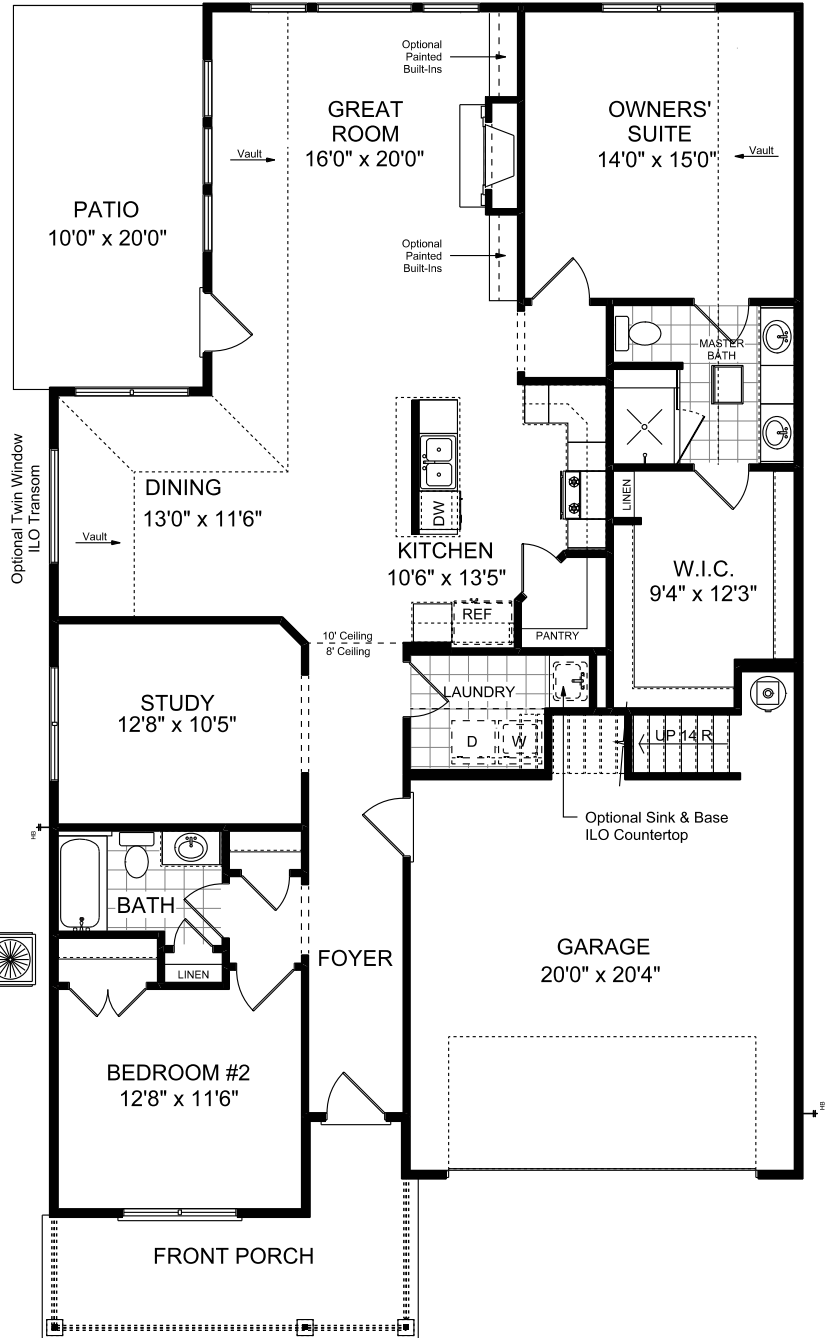 Optional
Painted
Built-Ins
GREAT
ROOM
16'0" x 20'0"
Vault
OWNERS'
SUITE
14'0" x 15'0"
Vault
PATIO
10'0" x 20'0"
Optional
Painted
Built-Ins
MASTER
BATH
Optional Twin Window
ILO Transom
DINING
13'0" x 11'6"
Vault
DW
LINEN
KITCHEN
10'6" x 13'5"
W.I.C.
9'4" x 12'3"
REF
PANTRY
10' Ceiling
8' Ceiling
STUDY
12'8" x 10'5"
LAUNDRY
D
W
UP 14 R
Optional Sink & Base
ILO Countertop
HB
BATH
LINEN
FOYER
GARAGE
20'0" x 20'4"
BEDROOM #2
12'8" x 11'6"
HB
FRONT PORCH